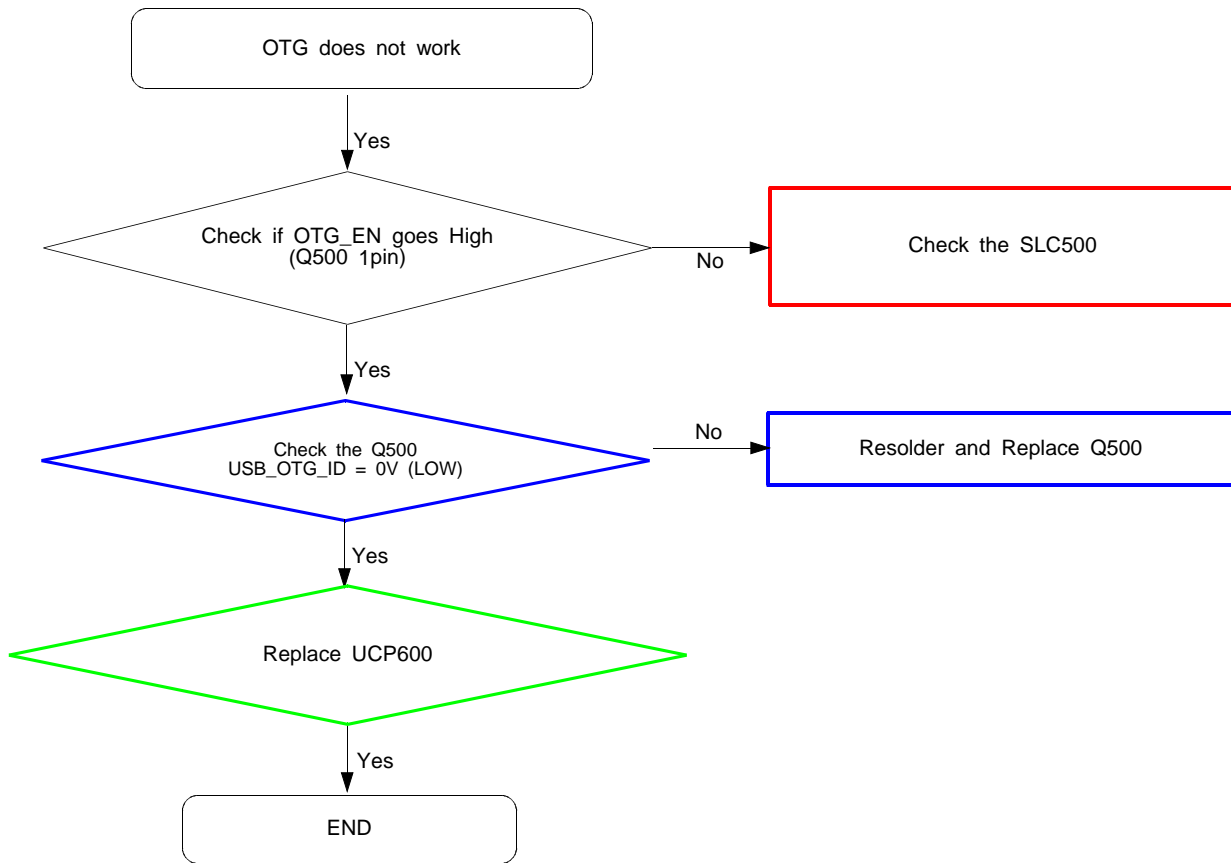 OTG does not work
Yes
Check if OTG_EN goes High
(Q500 1pin)
No
Check the SLC500
Yes
Check the Q500
USB_OTG_ID = 0V (LOW)
No
Resolder and Replace Q500
Yes
Replace UCP600
Yes
END